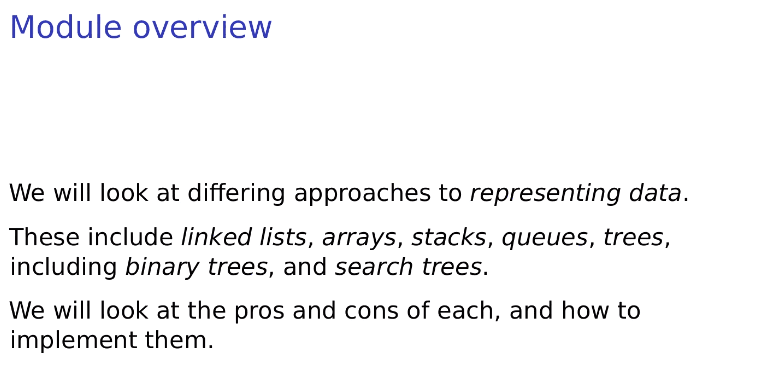 Module overview
We will look at differing approaches to representing data.
These include linked lists, arrays, stacks, queues, trees,
including binary trees, and search trees.
We will look at the pros and cons of each, and how to
implement them.